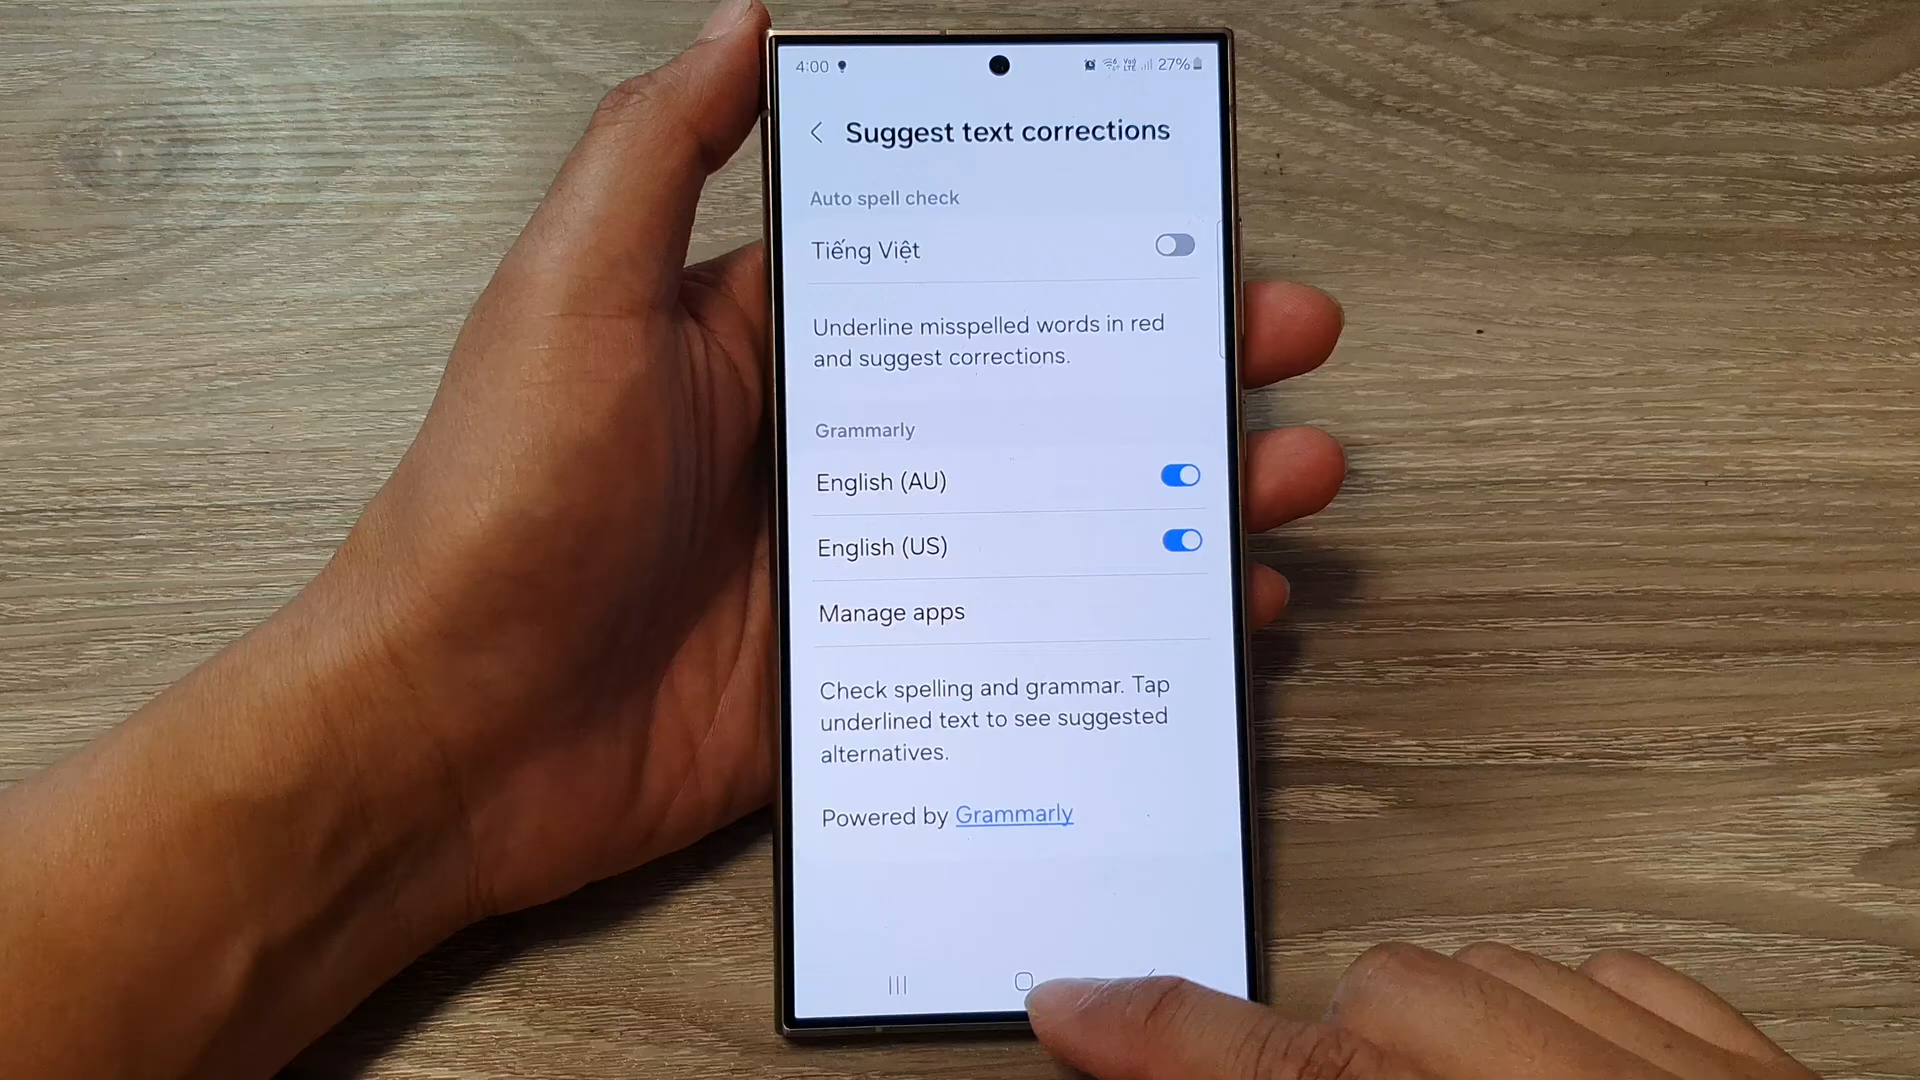 4:00 27%
Suggest text corrections
Auto spell check
Tiếng Việt
Underline misspelled words in red
and suggest corrections.
Grammarly
English (AU)
English (US)
Manage apps
Check spelling and grammar. Tap
underlined text to see suggested
alternatives.
Powered by Grammarly